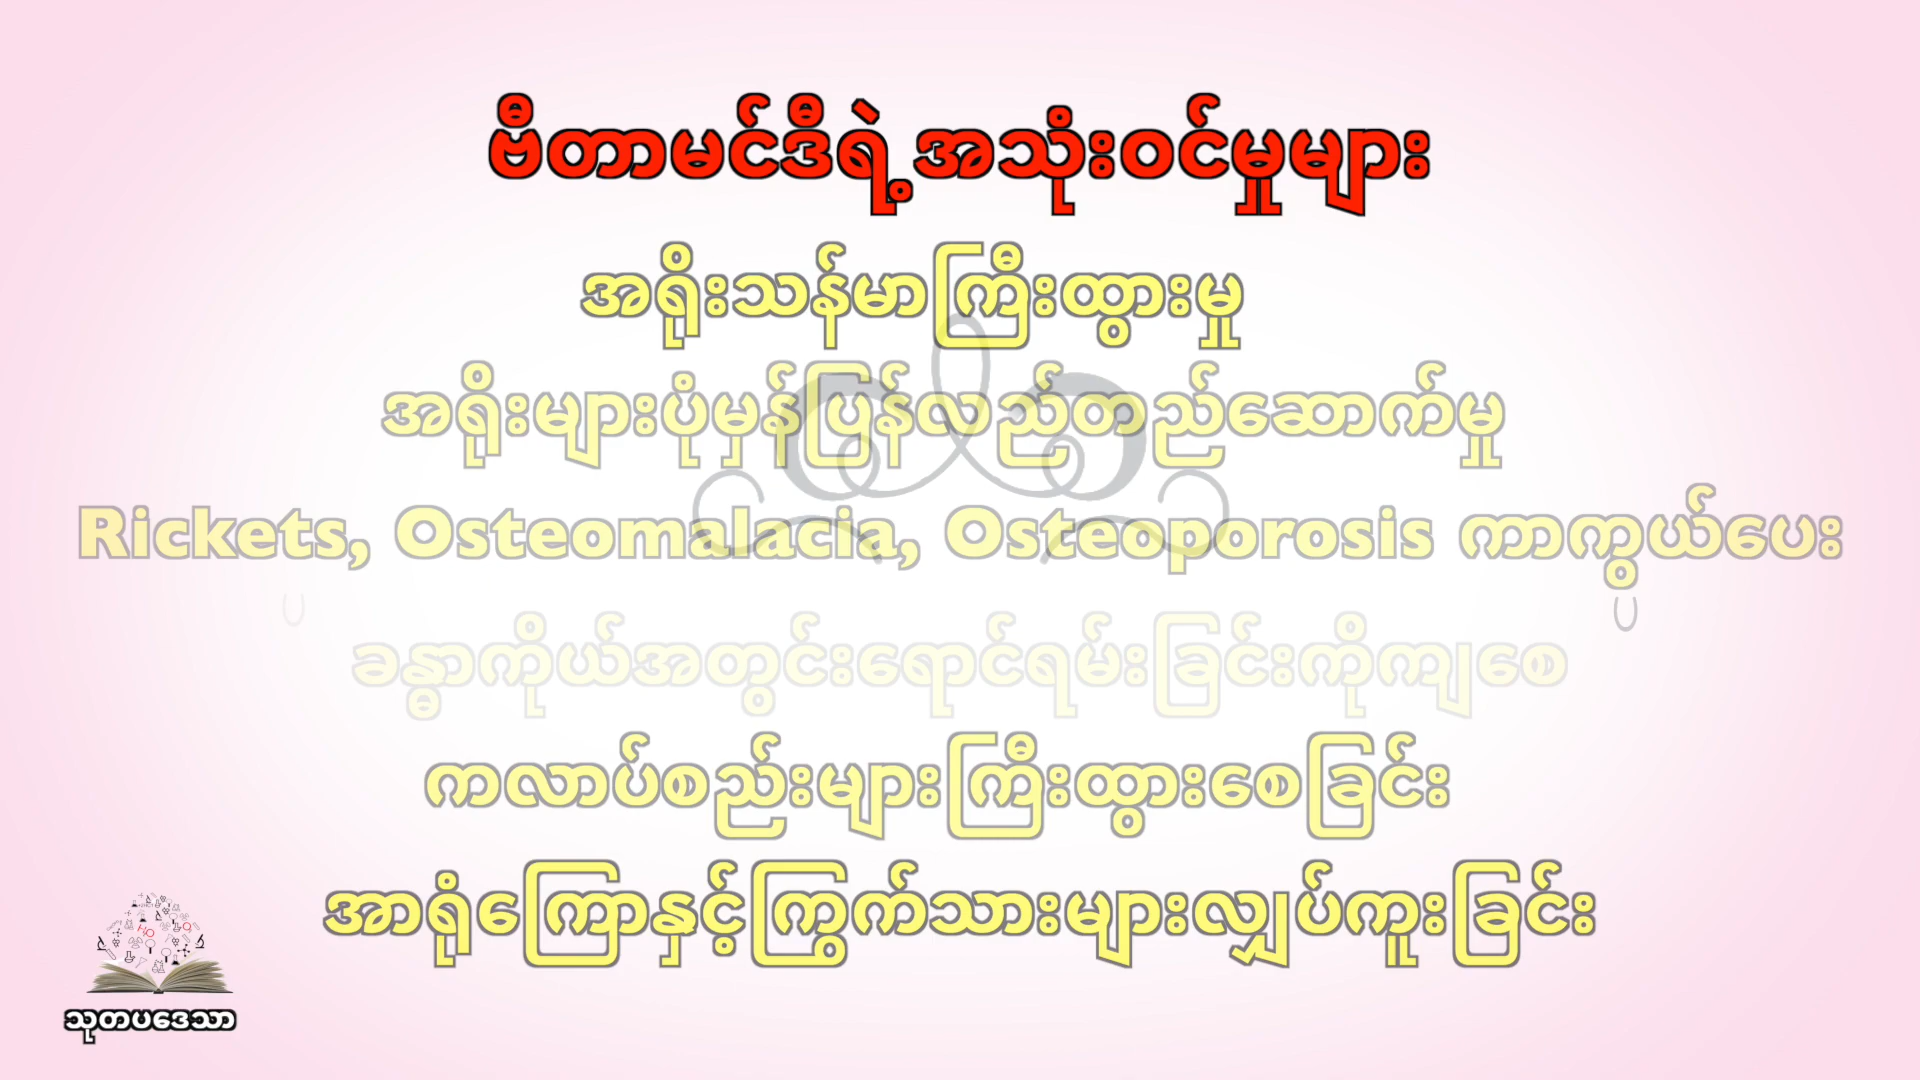 ဗီတာမင်ဒီရဲ့အသုံးဝင်မှုများ
အရိုးသန်မာကြီးထွားမှု
အရိုးများပုံမှန်ပြန်လည်တည်ဆောက်မှု
Rickets, Osteomalacia, Osteoporosis ကာကွယ်ပေး
ခန္ဓာကိုယ်အတွင်းရောင်ရမ်းခြင်းကိုကျစေ
ကလာပ်စည်းများကြီးထွားစေခြင်း
အာရုံကြောနှင့်ကြွက်သားများလျှပ်ကူးခြင်း
သုတပဒေသာ